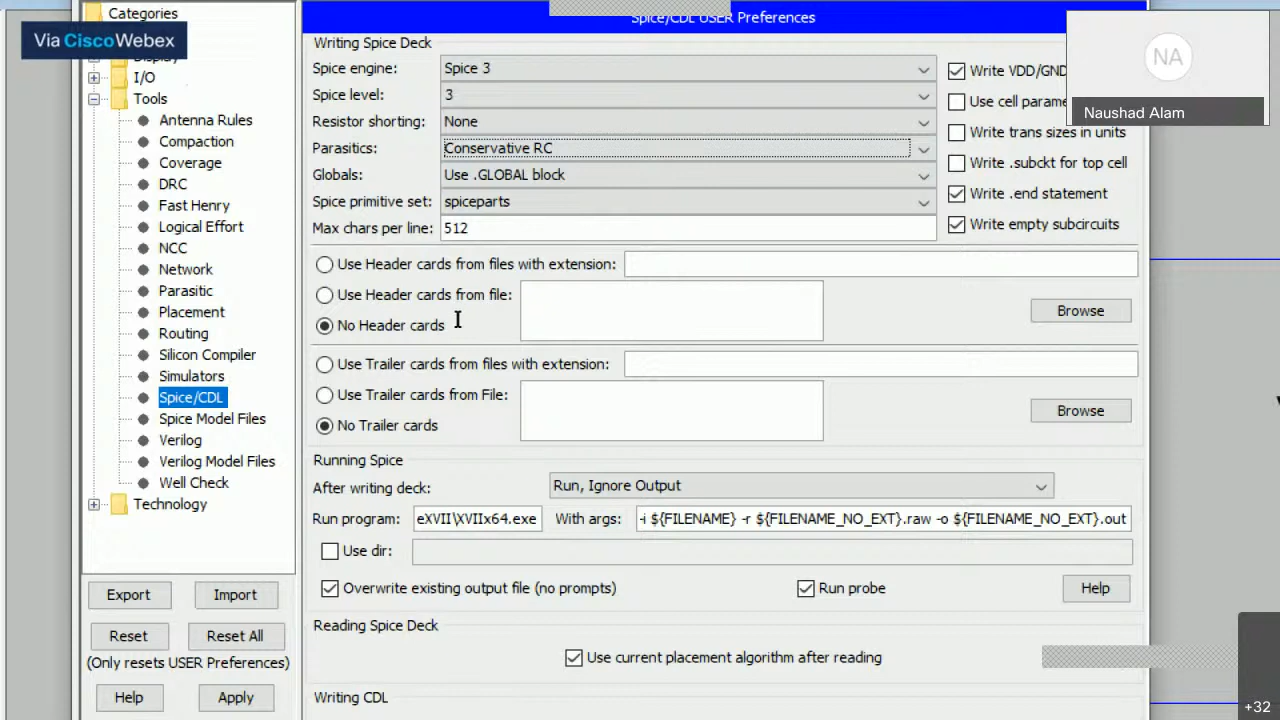 Categories
Via Cisco Webex
Display
I/O
Tools
Antenna Rules
Compaction
Coverage
DRC
Fast Henry
Logical Effort
NCC
Network
Parasitic
Placement
Routing
Silicon Compiler
Simulators
Spice/CDL
Spice Model Files
Verilog
Verilog Model Files
Well Check
Technology
Export
Import
Reset
Reset All
(Only resets USER Preferences)
Help
Apply
Spice/CDL USER Preferences
Writing Spice Deck
Spice engine: Spice 3
Spice level: 3
Resistor shorting: None
Parasitics: Conservative RC
Globals: Use .GLOBAL block
Spice primitive set: spiceparts
Max chars per line: 512
Write VDD/GND
Use cell parame
Write trans sizes in units
Write .subckt for top cell
Write .end statement
Write empty subcircuits
NA
Naushad Alam
Use Header cards from files with extension:
Use Header cards from file:
No Header cards
Browse
Use Trailer cards from files with extension:
Use Trailer cards from File:
No Trailer cards
Browse
Running Spice
After writing deck: Run, Ignore Output
Run program: eXVII\XVIIx64.exe With args: -i ${FILENAME} -r ${FILENAME_NO_EXT}.raw -o ${FILENAME_NO_EXT}.out
Use dir:
Overwrite existing output file (no prompts)
Run probe
Help
Reading Spice Deck
Use current placement algorithm after reading
Writing CDL
+32